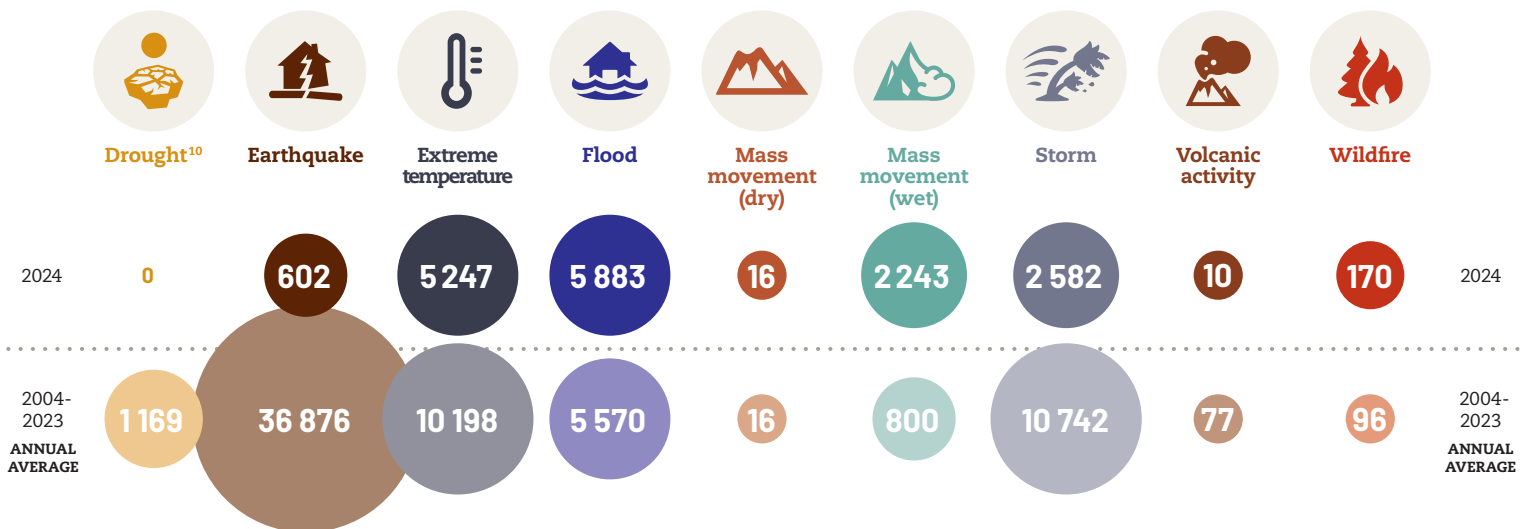 Drought¹⁰
Earthquake
Extreme
temperature
Flood
Mass
movement
(dry)
Mass
movement
(wet)
Storm
Volcanic
activity
Wildfire
2024
0
602
5 247
5 883
16
2 243
2 582
10
170
2024
2004-
2023
ANNUAL
AVERAGE
1 169
36 876
10 198
5 570
16
800
10 742
77
96
2004-
2023
ANNUAL
AVERAGE